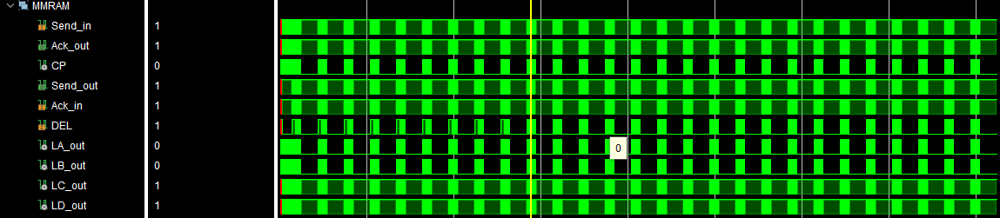 MMRAM
Send_in 1
Ack_out 1
CP 0
Send_out 1
Ack_in 1
DEL 1
LA_out 0
0
LB_out 0
LC_out 1
LD_out 1